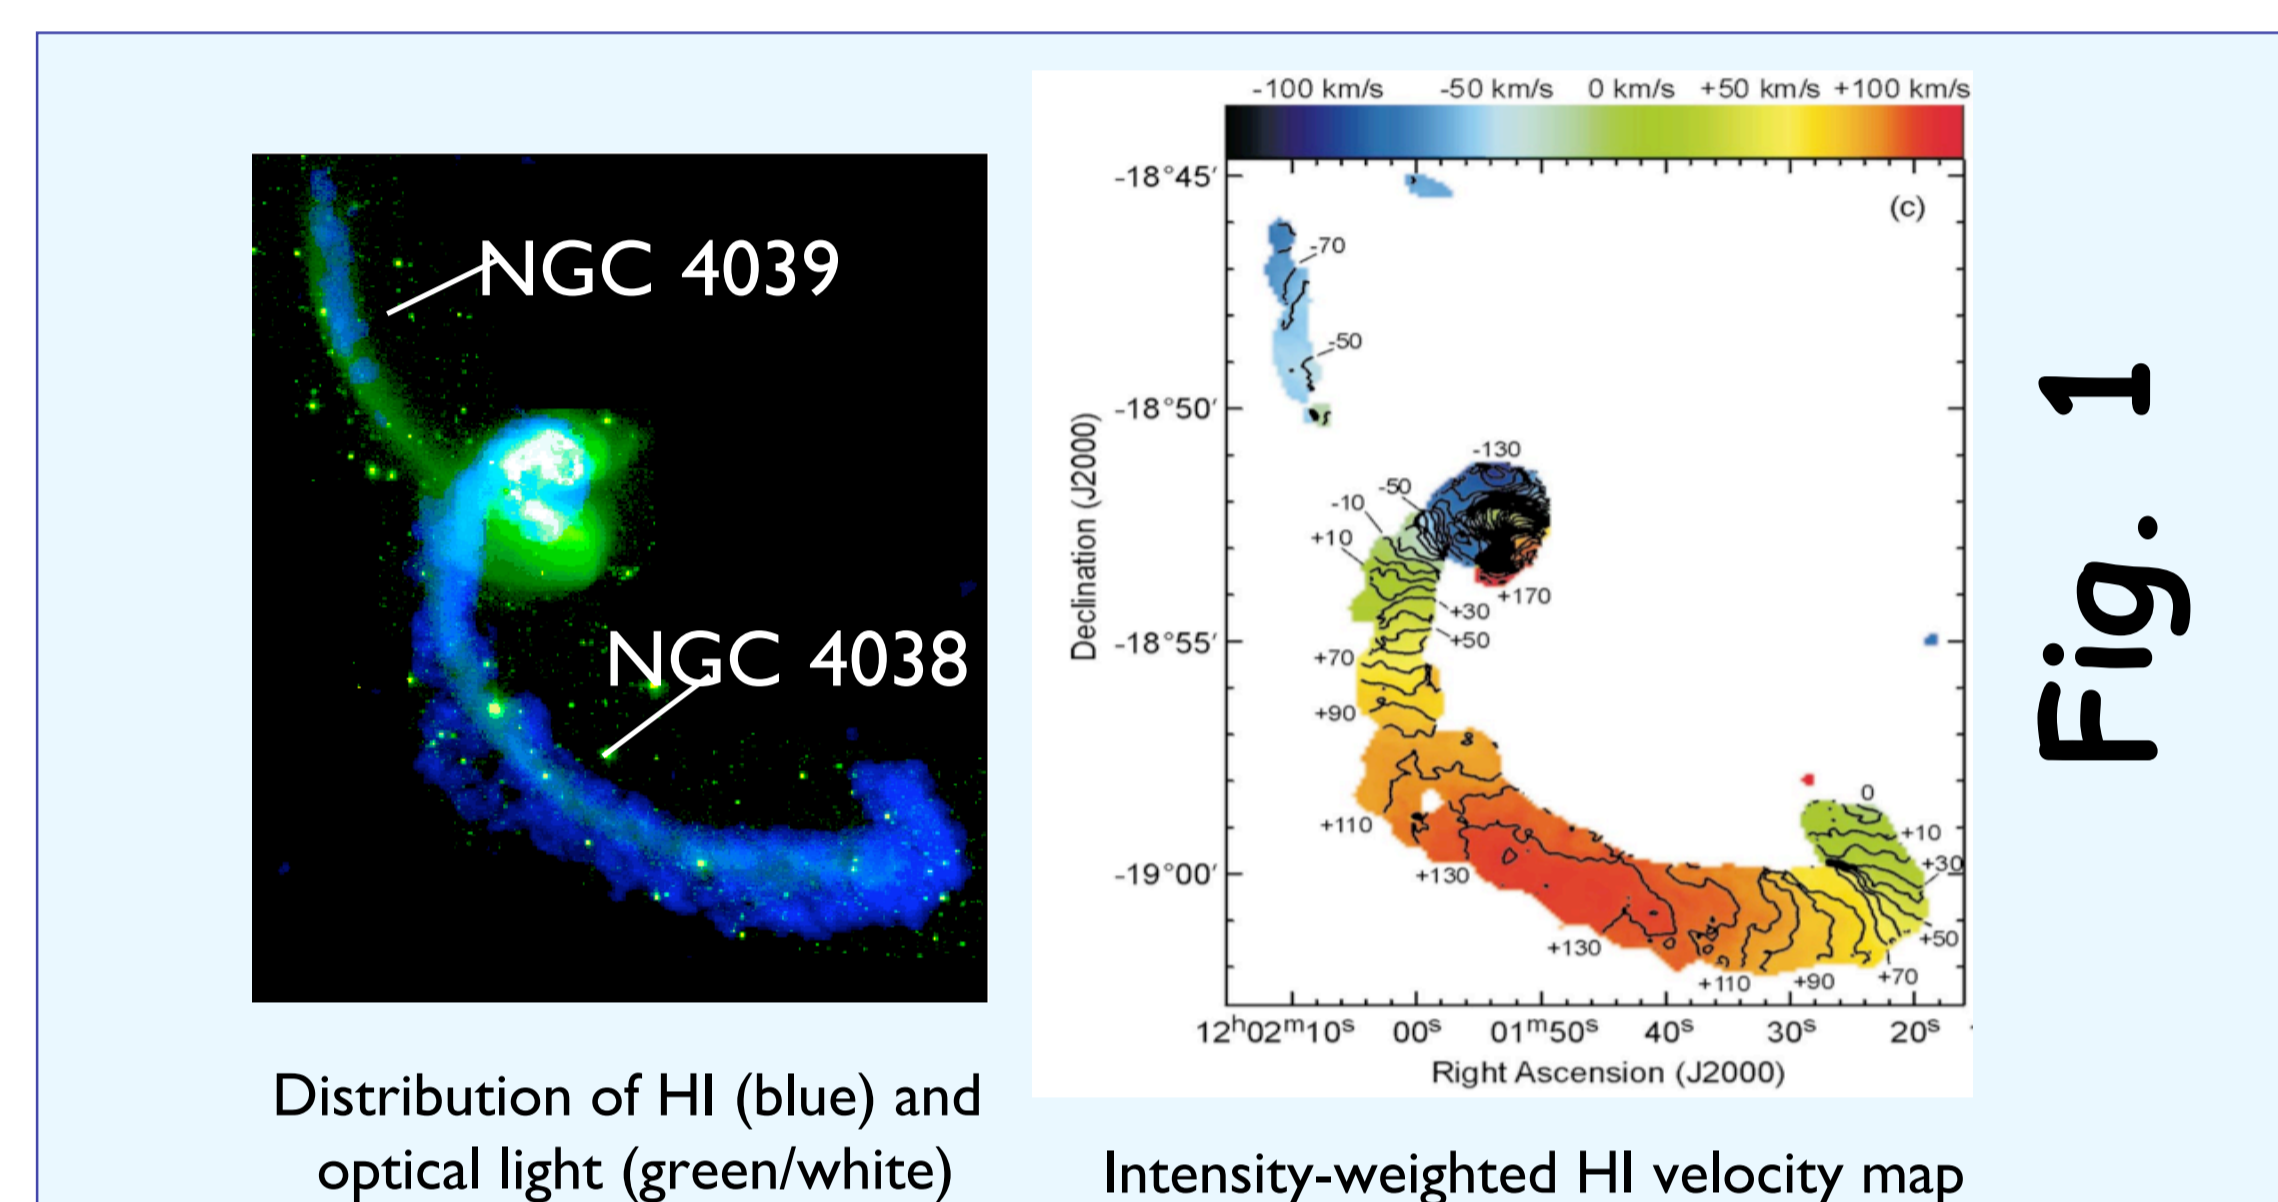 NGC 4039
NGC 4038
Distribution of HI (blue) and
optical light (green/white)
-100 km/s -50 km/s 0 km/s +50 km/s +100 km/s
(c)
-18°45′
-18°50′
-18°55′
-19°00′
Declination (J2000)
-70
-50
-130
-50
-10
+10
+170
+30
+50
+70
+90
+110
+130
+130
0
+10
+30
+50
+70
+90
+110
12ʰ02ᵐ10ˢ 00ˢ 01ᵐ50ˢ 40ˢ 30ˢ 20ˢ
Right Ascension (J2000)
Intensity-weighted HI velocity map
Fig. 1